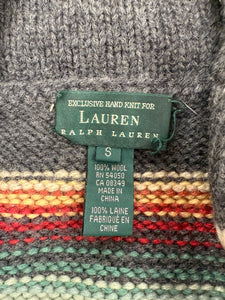 EXCLUSIVE HAND KNIT FOR
LAUREN
RALPH LAUREN
S
100% WOOL
RN 54050
CA 08249
MADE IN
CHINA
100% LAINE
FABRIQUÉ EN
CHINE